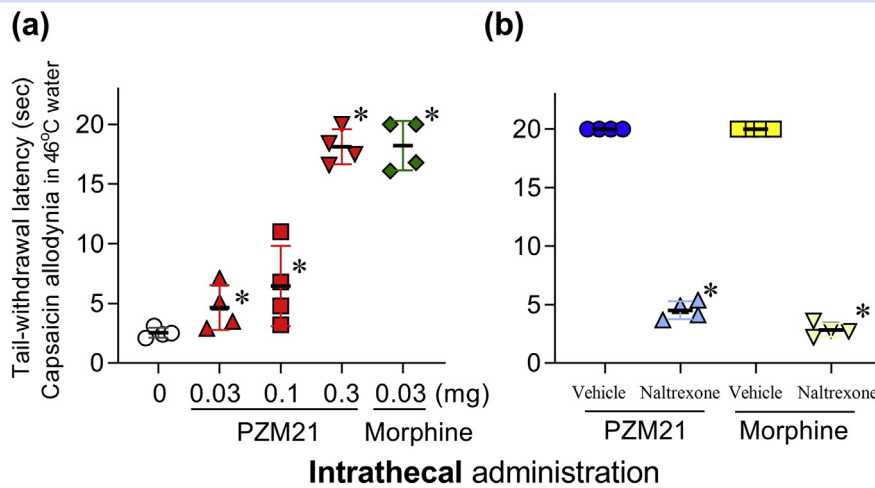 (a)
(b)
Tail-withdrawal latency (sec)
Capsaicin allodynia in 46°C water
20
15
10
5
0
* * * *
0 0.03 0.1 0.3 0.03 (mg)
PZM21 Morphine
20
15
10
5
0
* *
Vehicle Naltrexone Vehicle Naltrexone
PZM21 Morphine
Intrathecal administration